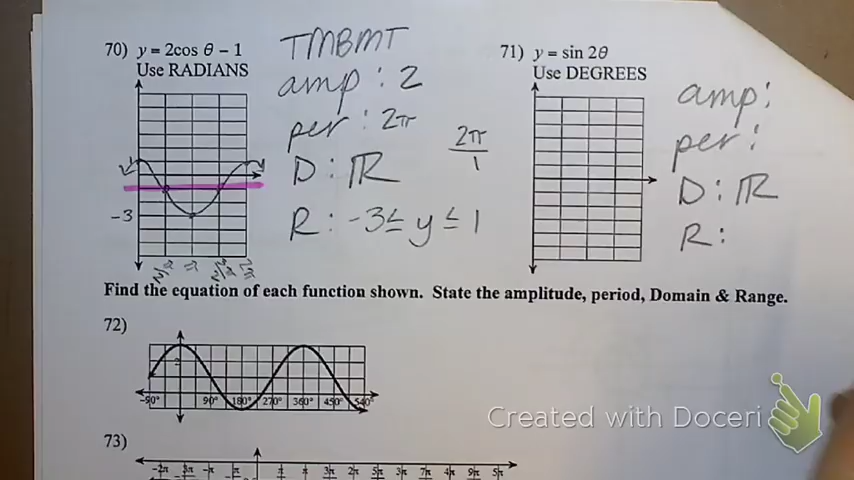 70) y = 2cos θ – 1
Use RADIANS
TMBMT
amp : 2
per : 2π
2π
1
D : ℝ
R : -3 ≤ y ≤ 1
-3
71) y = sin 2θ
Use DEGREES
amp:
per:
D: ℝ
R:
Find the equation of each function shown. State the amplitude, period, Domain & Range.
72)
-90° 90° 180° 270° 360° 450° 540°
73)
Created with Doceri